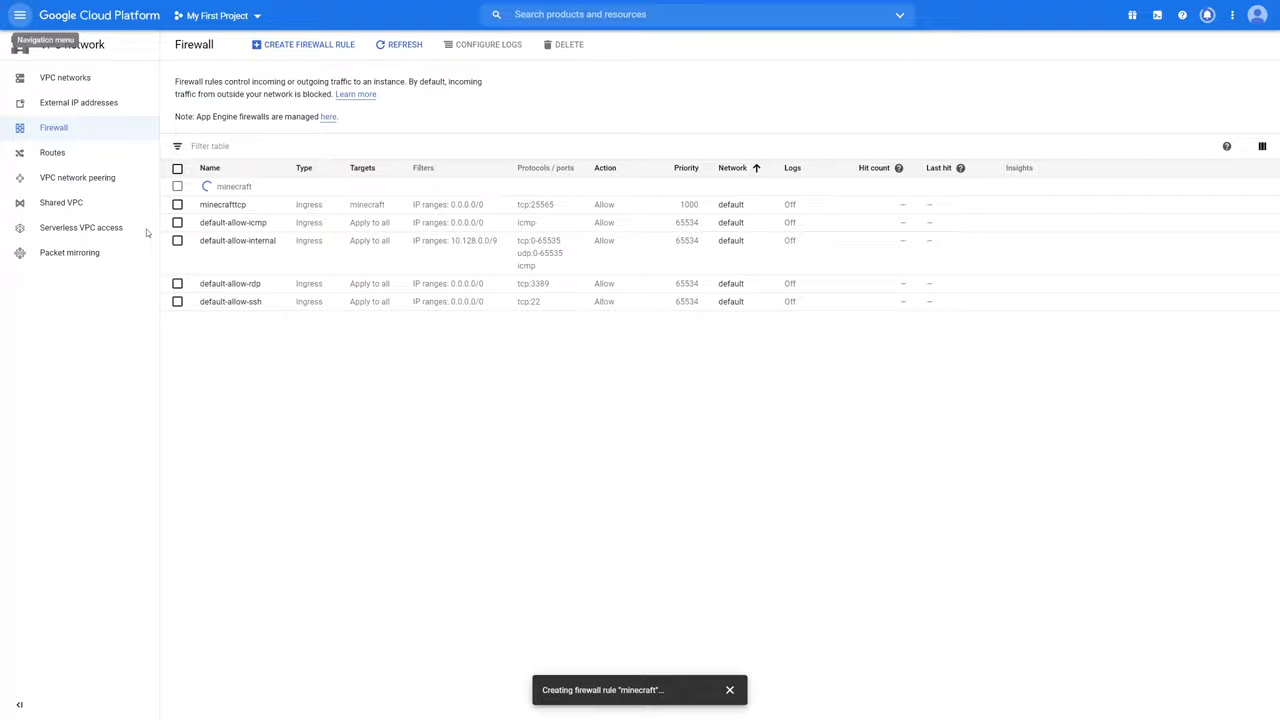 Google Cloud Platform My First Project Search products and resources
Navigation menu
network
Firewall CREATE FIREWALL RULE REFRESH CONFIGURE LOGS DELETE
VPC networks
External IP addresses
Firewall
Routes
VPC network peering
Shared VPC
Serverless VPC access
Packet mirroring
Firewall rules control incoming or outgoing traffic to an instance. By default, incoming
traffic from outside your network is blocked. Learn more
Note: App Engine firewalls are managed here.
Filter table
Name Type Targets Filters Protocols / ports Action Priority Network Logs Hit count Last hit Insights
minecraft
minecrafttcp Ingress minecraft IP ranges: 0.0.0.0/0 tcp:25565 Allow 1000 default Off — —
default-allow-icmp Ingress Apply to all IP ranges: 0.0.0.0/0 icmp Allow 65534 default Off — —
default-allow-internal Ingress Apply to all IP ranges: 10.128.0.0/9 tcp:0-65535 Allow 65534 default Off — —
udp:0-65535
icmp
default-allow-rdp Ingress Apply to all IP ranges: 0.0.0.0/0 tcp:3389 Allow 65534 default Off — —
default-allow-ssh Ingress Apply to all IP ranges: 0.0.0.0/0 tcp:22 Allow 65534 default Off — —
Creating firewall rule "minecraft"...